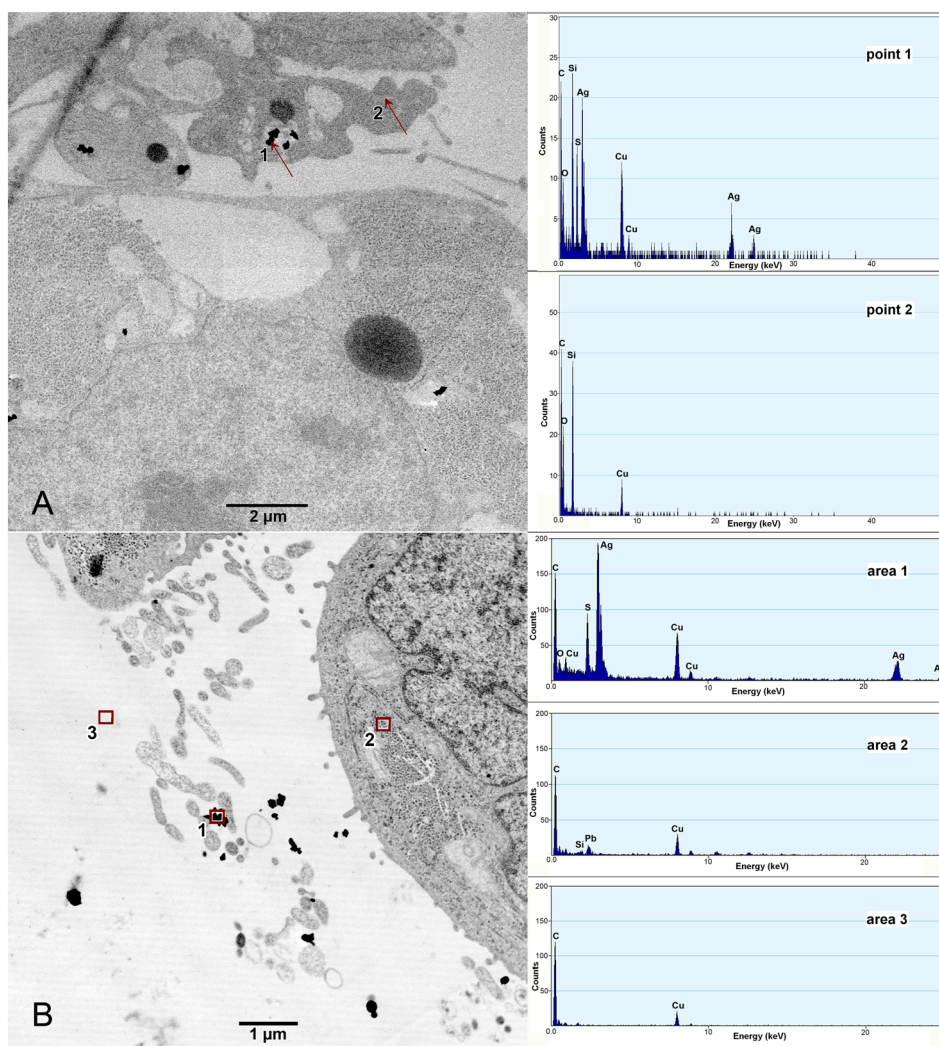 30
point 1
25
Si
C
Ag
20
Counts
15
S
Cu
10
O
Ag
5
Cu
Ag
0.0
10
20
30
40
Energy (keV)
2
1
A
2 μm
point 2
50
C
40
Si
Counts
30
O
20
Cu
10
0.0
10
20
30
40
Energy (keV)
200
Ag
area 1
C
150
Counts
100
S
Cu
50
O
Cu
Cu
Ag
A
0.0
10
20
Energy (keV)
3
2
1
B
1 μm
200
area 2
150
C
Counts
100
50
Si
Pb
Cu
0.0
10
20
Energy (keV)
200
area 3
150
C
Counts
100
50
Cu
0.0
10
20
Energy (keV)